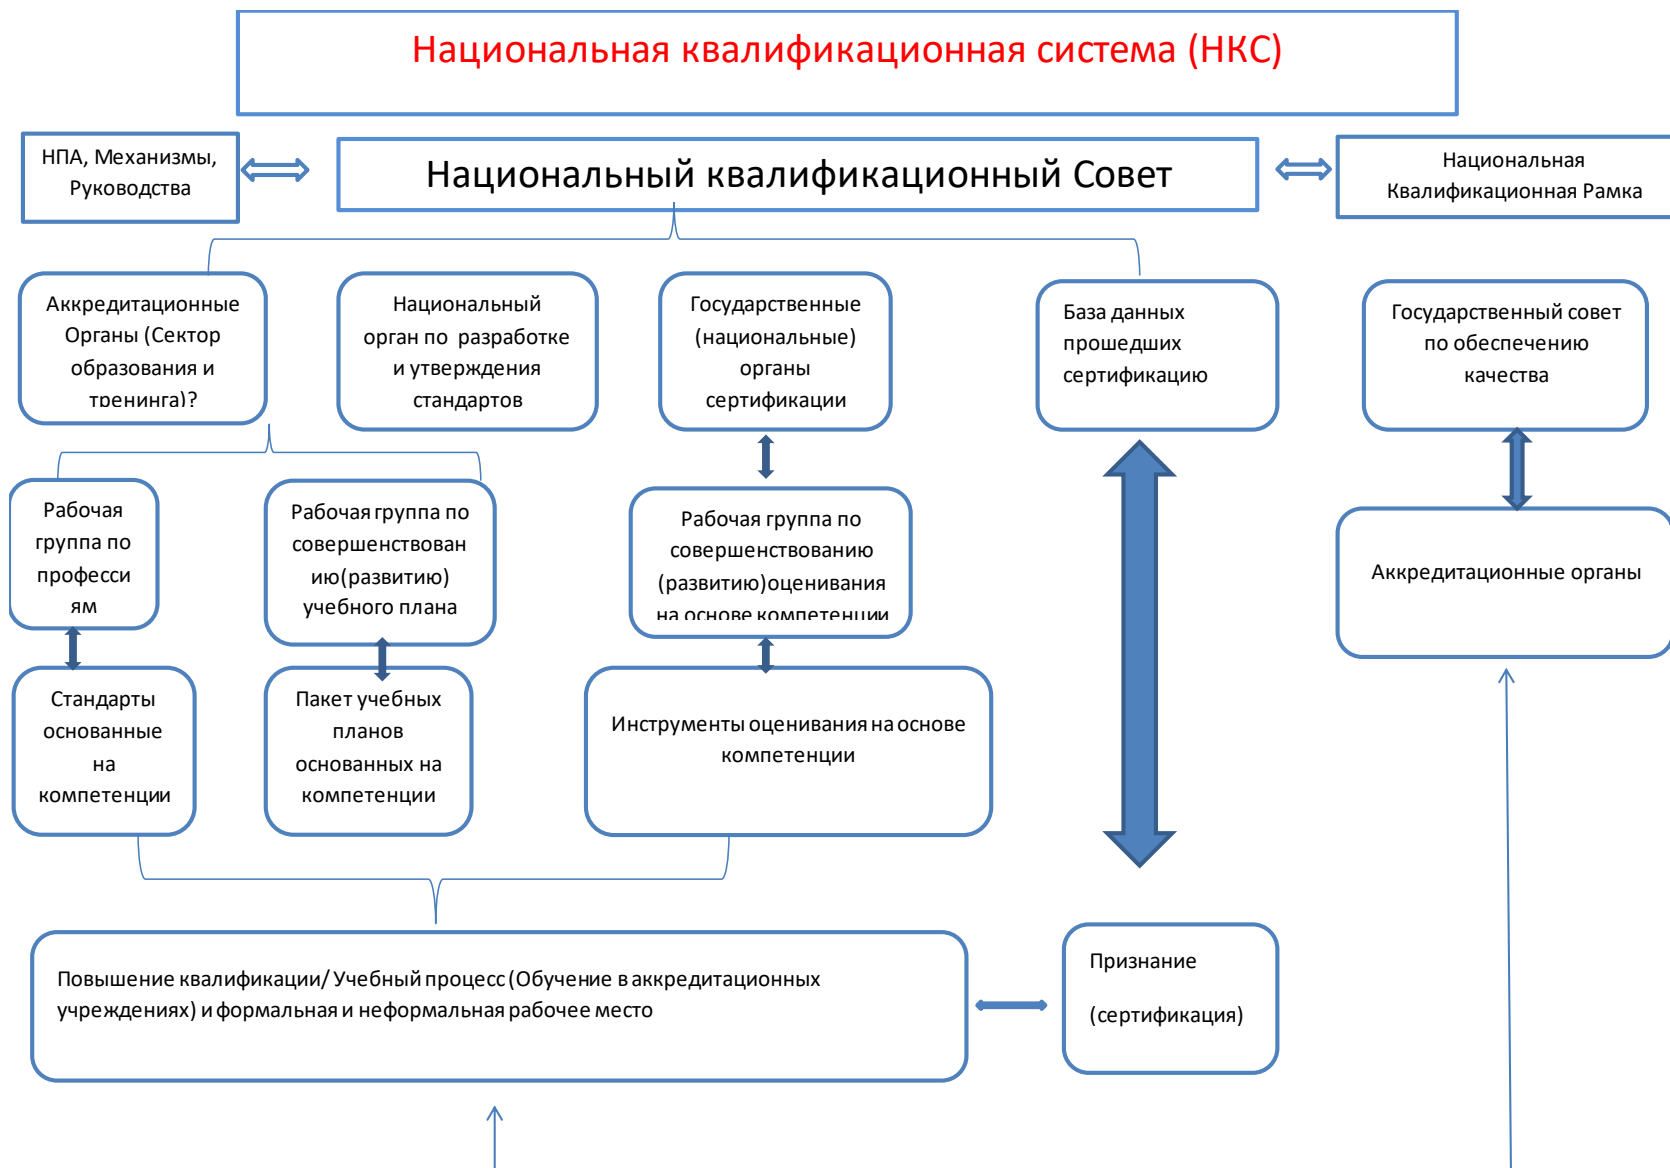 Национальная квалификационная система (НКС)
НПА, Механизмы,
Руководства
Национальный квалификационный Совет
Национальная
Квалификационная Рамка
Аккредитационные
Органы (Сектор
образования и
тренинга)?
Национальный
орган по разработке
и утверждения
стандартов
Государственные
(национальные)
органы
сертификации
База данных
прошедших
сертификацию
Государственный совет
по обеспечению
качества
Рабочая
группа по
професси
ям
Рабочая группа по
совершенствован
ию(развитию)
учебного плана
Рабочая группа по
совершенствованию
(развитию)оценивания
на основе компетенции
Аккредитационные органы
Стандарты
основанные
на
компетенции
Пакет учебных
планов
основанных на
компетенции
Инструменты оценивания на основе
компетенции
Повышение квалификации/ Учебный процесс (Обучение в аккредитационных
учреждениях) и формальная и неформальная рабочее место
Признание
(сертификация)